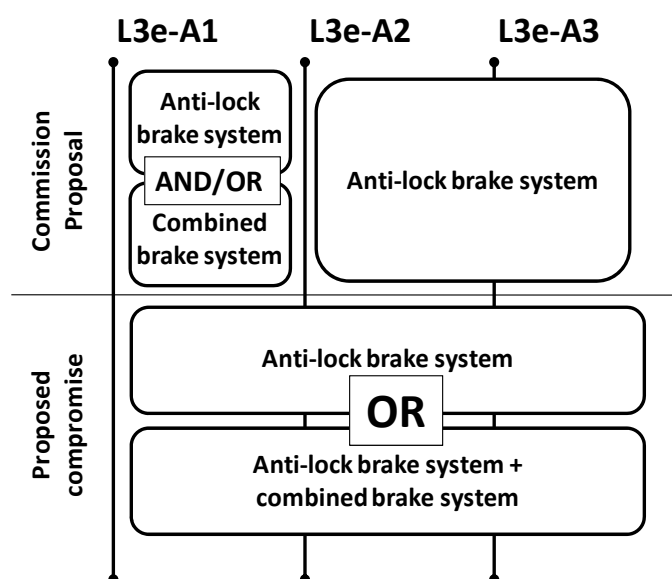 L3e-A1 L3e-A2 L3e-A3
Commission
Proposal
Anti-lock
brake system
AND/OR
Combined
brake system
Anti-lock brake system
Proposed
compromise
Anti-lock brake system
OR
Anti-lock brake system +
combined brake system